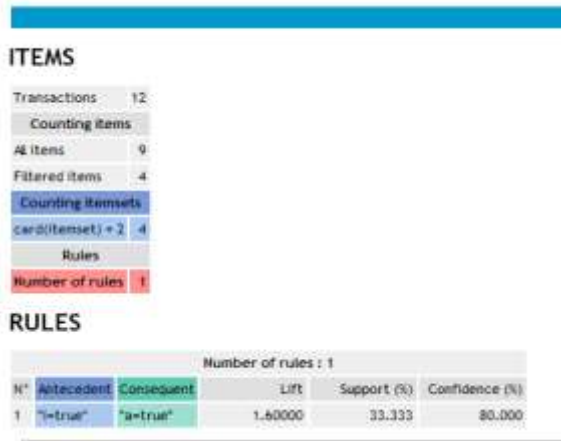 ITEMS
Transactions 12
Counting items
All items 9
Filtered items 4
Counting itemsets
card(itemset) = 2 4
Rules
Number of rules 1
RULES
Number of rules : 1
N° Antecedent Consequent Lift Support (%) Confidence (%)
1 "i=true" "a=true" 1.60000 33.333 80.000